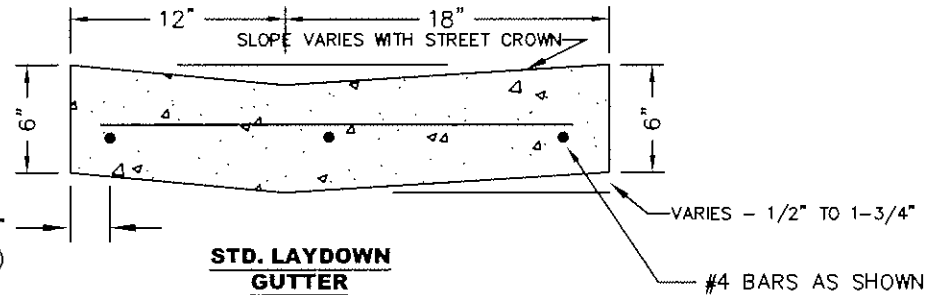 12" 18"
SLOPE VARIES WITH STREET CROWN
6" 6"
VARIES - 1/2" TO 1-3/4"
STD. LAYDOWN
GUTTER
#4 BARS AS SHOWN